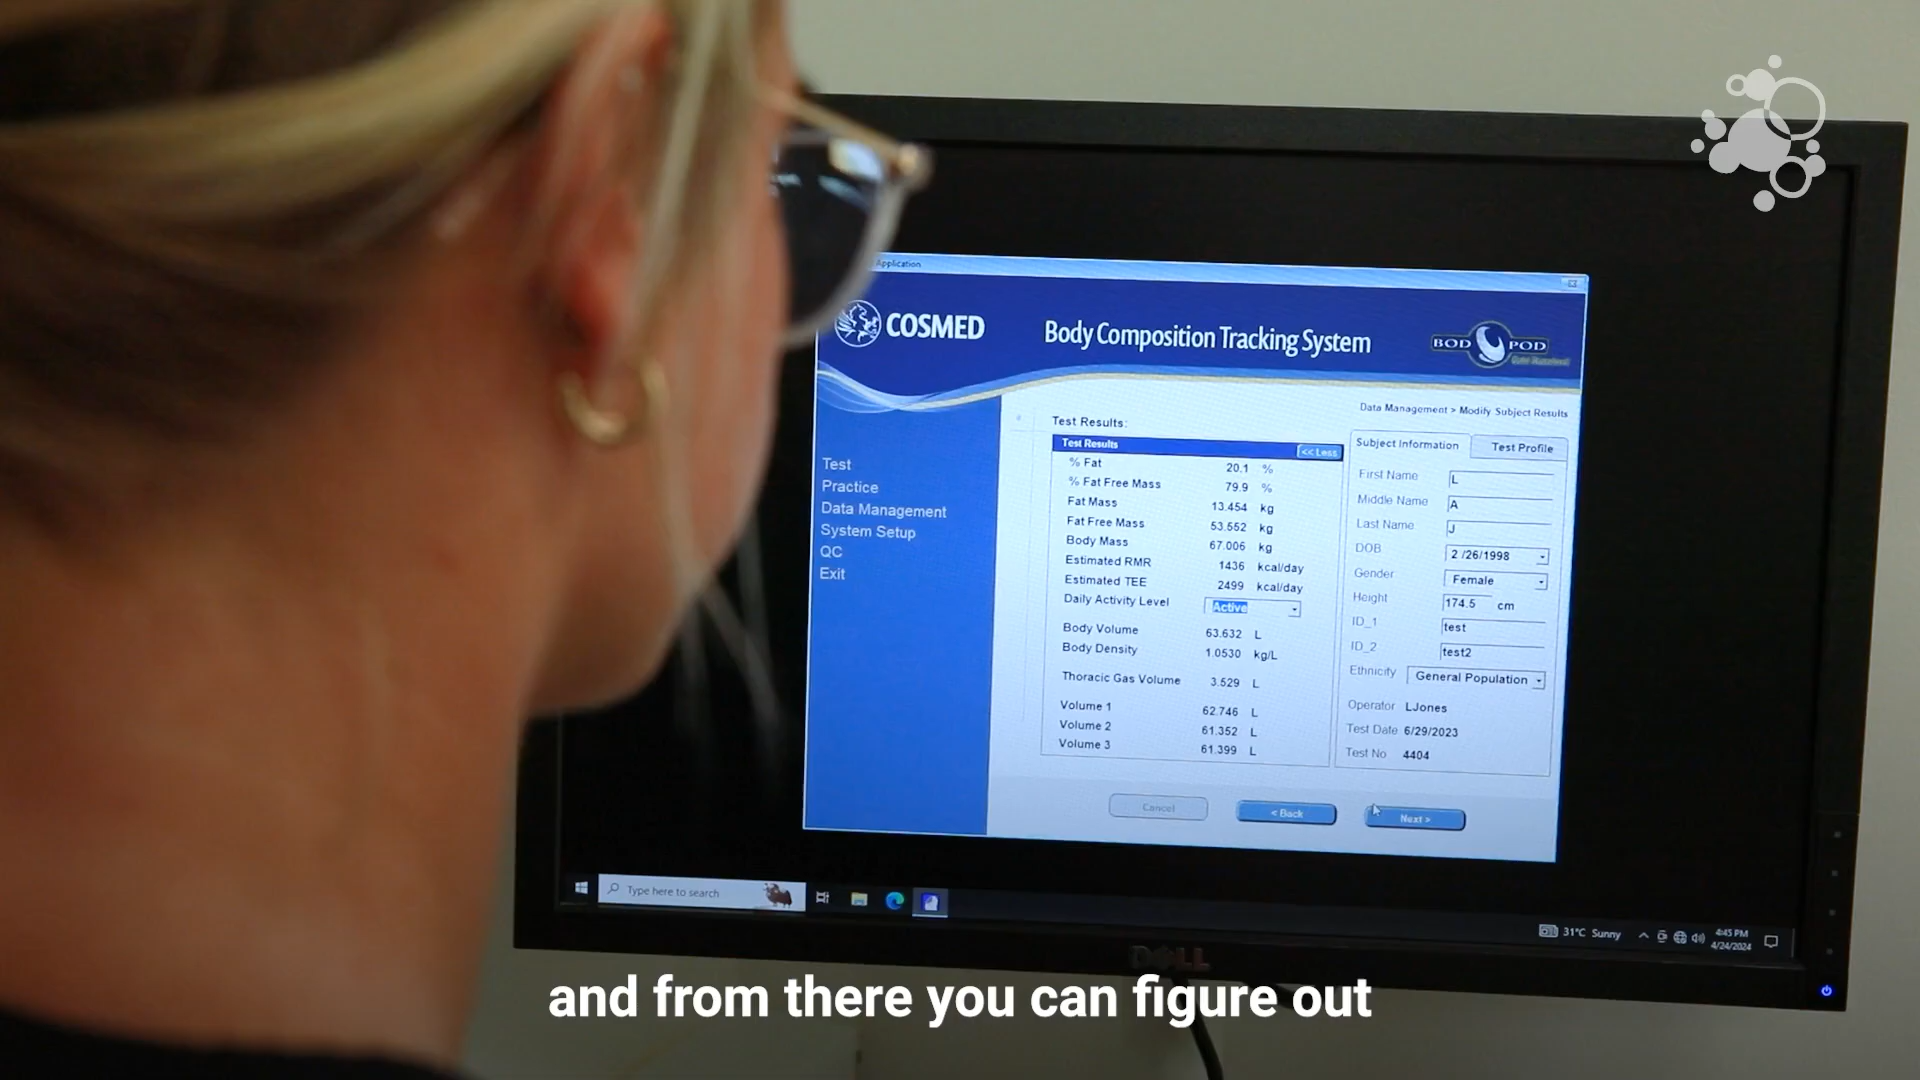 Application
COSMED
Body Composition Tracking System
BOD POD
Data Management > Modify Subject Results
Test
Practice
Data Management
System Setup
QC
Exit
Test Results:
Test Results << Less
% Fat 20.1 %
% Fat Free Mass 79.9 %
Fat Mass 13.454 kg
Fat Free Mass 53.552 kg
Body Mass 67.006 kg
Estimated RMR 1436 kcal/day
Estimated TEE 2499 kcal/day
Daily Activity Level Active
Body Volume 63.632 L
Body Density 1.0530 kg/L
Thoracic Gas Volume 3.529 L
Volume 1 62.746 L
Volume 2 61.352 L
Volume 3 61.399 L
Subject Information Test Profile
First Name L
Middle Name A
Last Name J
DOB 2 /26/1998
Gender Female
Height 174.5 cm
ID_1 test
ID_2 test2
Ethnicity General Population
Operator LJones
Test Date 6/29/2023
Test No 4404
Cancel < Back Next >
Type here to search
31°C Sunny
4:45 PM
4/24/2024
DELL
and from there you can figure out